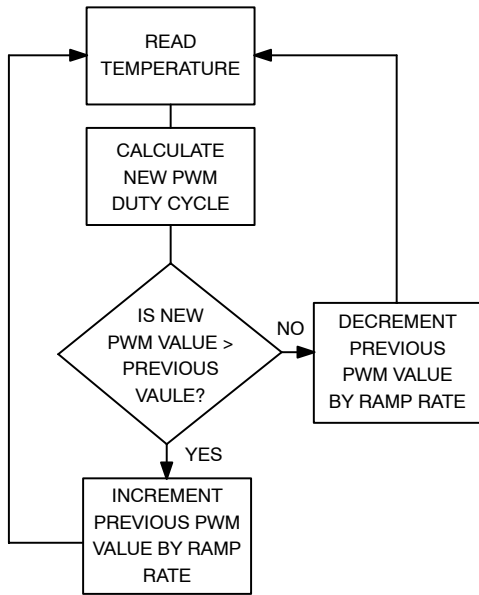 READ
TEMPERATURE
CALCULATE
NEW PWM
DUTY CYCLE
IS NEW
PWM VALUE >
PREVIOUS
VAULE?
NO
DECREMENT
PREVIOUS
PWM VALUE
BY RAMP RATE
YES
INCREMENT
PREVIOUS PWM
VALUE BY RAMP
RATE